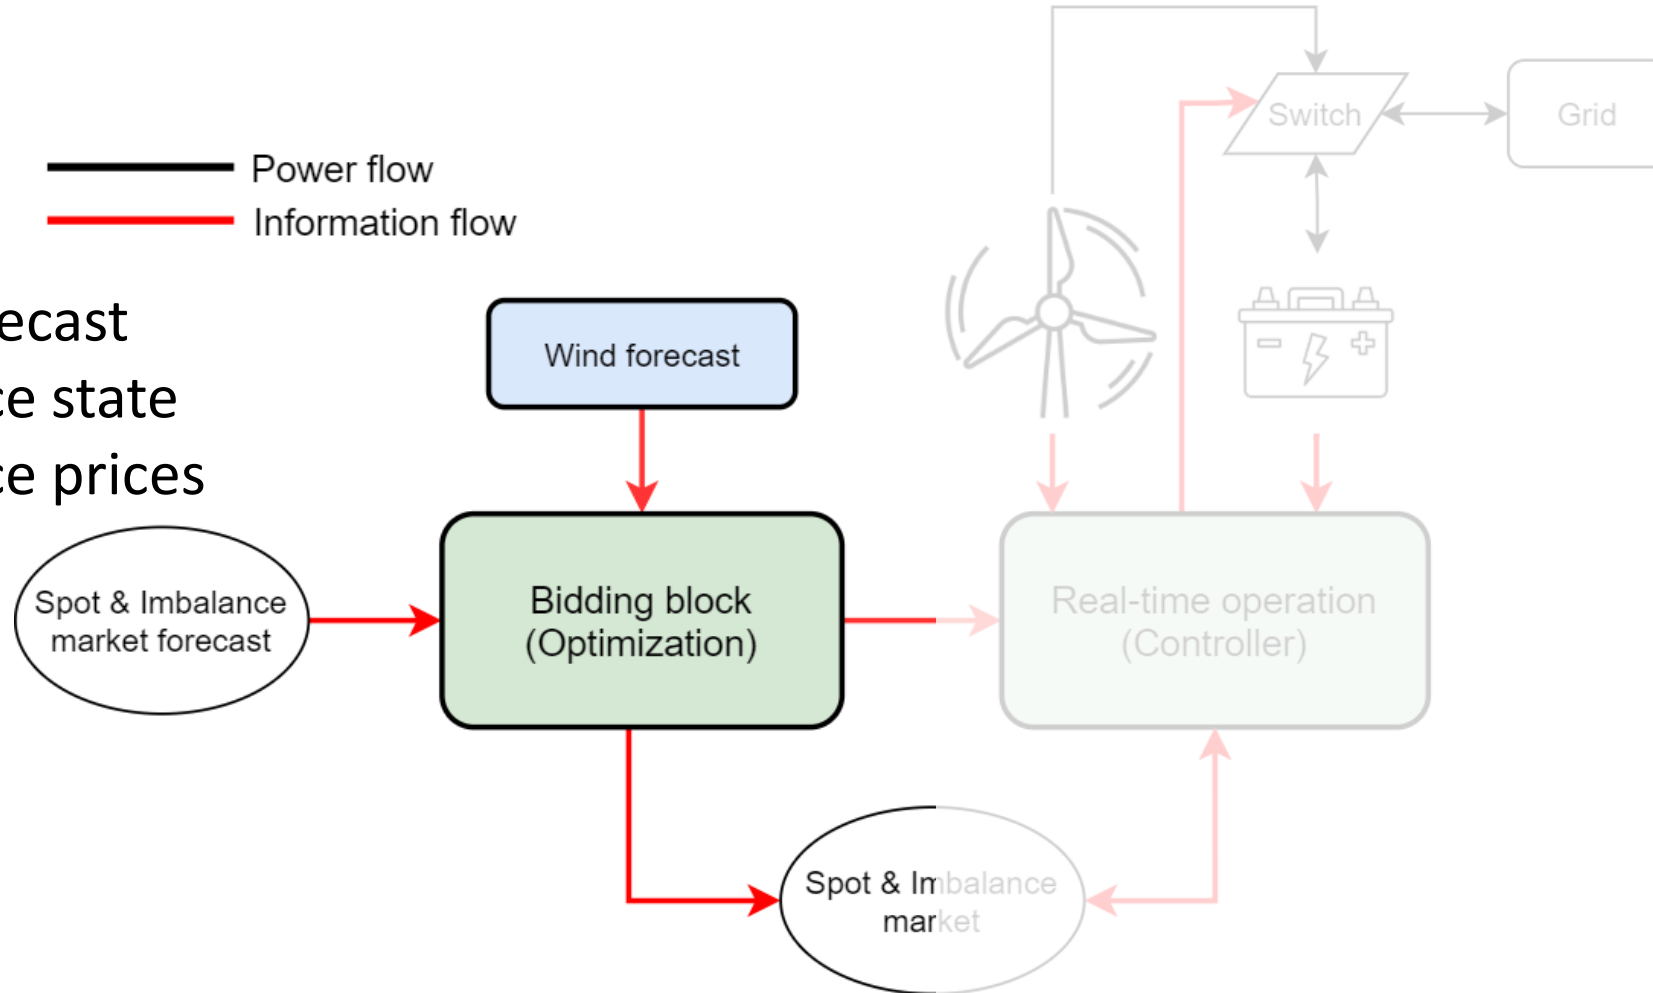 Switch
Grid
Power flow
Information flow
ecast
ce state
ce prices
Wind forecast
Spot & Imbalance
market forecast
Bidding block
(Optimization)
Real-time operation
(Controller)
Spot & Imbalance
market